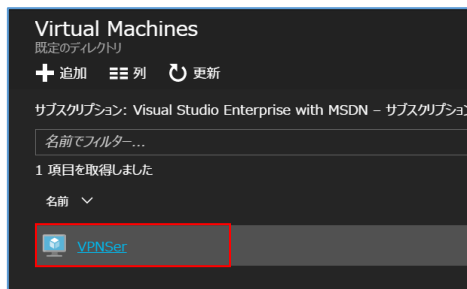 Virtual Machines
既定のディレクトリ
追加 列 更新
サブスクリプション: Visual Studio Enterprise with MSDN – サブスクリプション
名前でフィルター...
1 項目を取得しました
名前
VPNSer